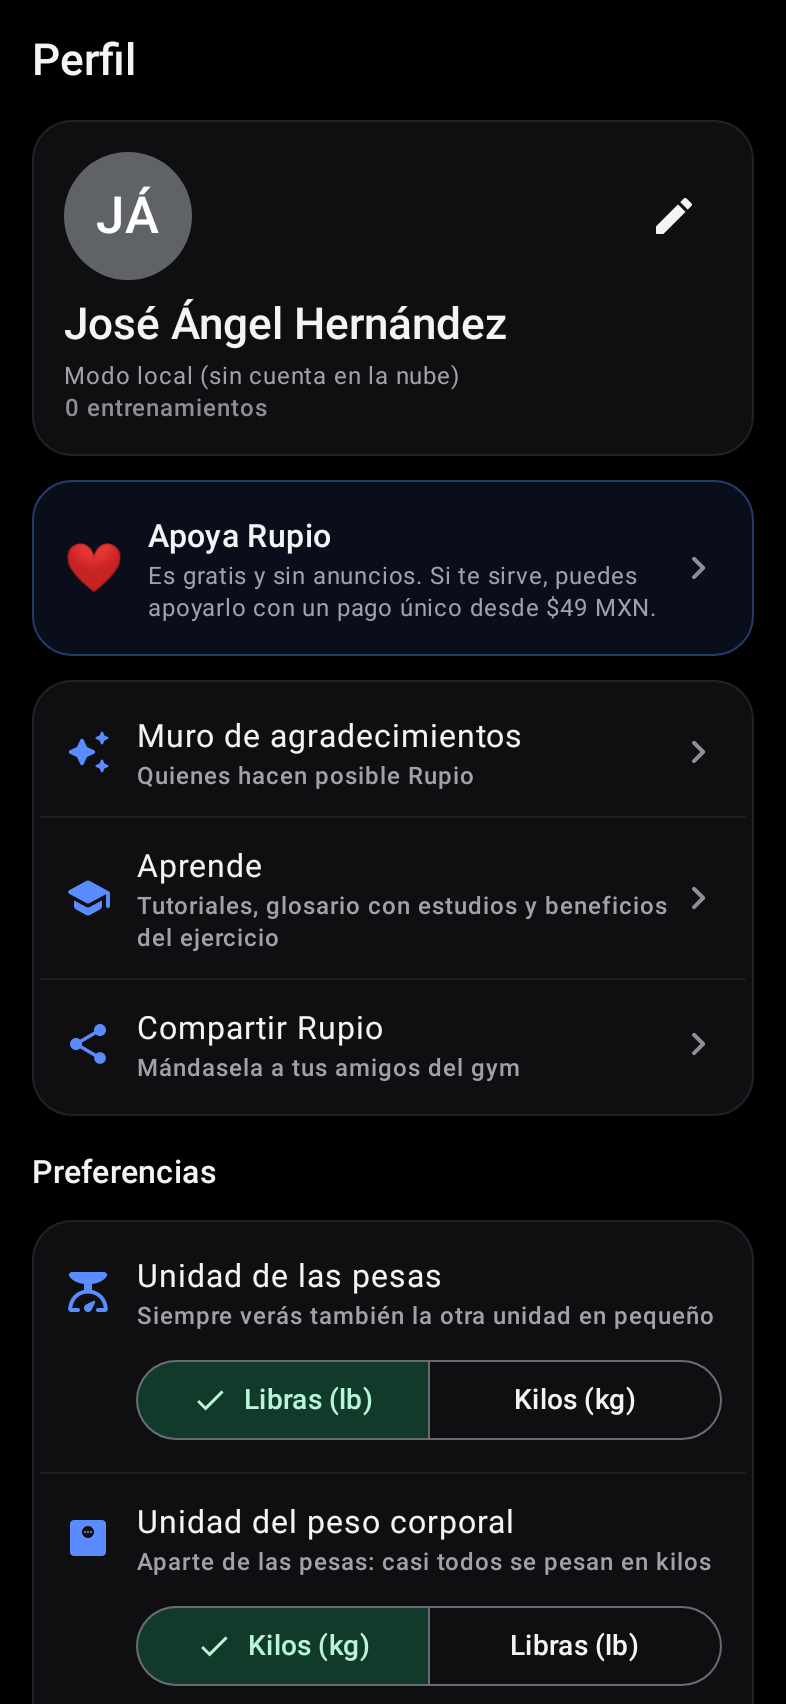 Perfil
JÁ
José Ángel Hernández
Modo local (sin cuenta en la nube)
0 entrenamientos
Apoya Rupio
Es gratis y sin anuncios. Si te sirve, puedes
apoyarlo con un pago único desde $49 MXN.
Muro de agradecimientos
Quienes hacen posible Rupio
Aprende
Tutoriales, glosario con estudios y beneficios
del ejercicio
Compartir Rupio
Mándasela a tus amigos del gym
Preferencias
Unidad de las pesas
Siempre verás también la otra unidad en pequeño
Libras (lb)
Kilos (kg)
Unidad del peso corporal
Aparte de las pesas: casi todos se pesan en kilos
Kilos (kg)
Libras (lb)